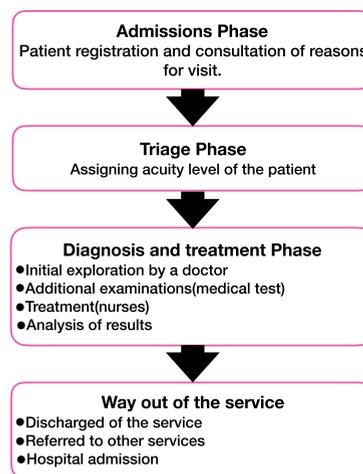 Admissions Phase
Patient registration and consultation of reasons
for visit.
Triage Phase
Assigning acuity level of the patient
Diagnosis and treatment Phase
●Initial exploration by a doctor
●Additional examinations(medical test)
●Treatment(nurses)
●Analysis of results
Way out of the service
●Discharged of the service
●Referred to other services
●Hospital admission